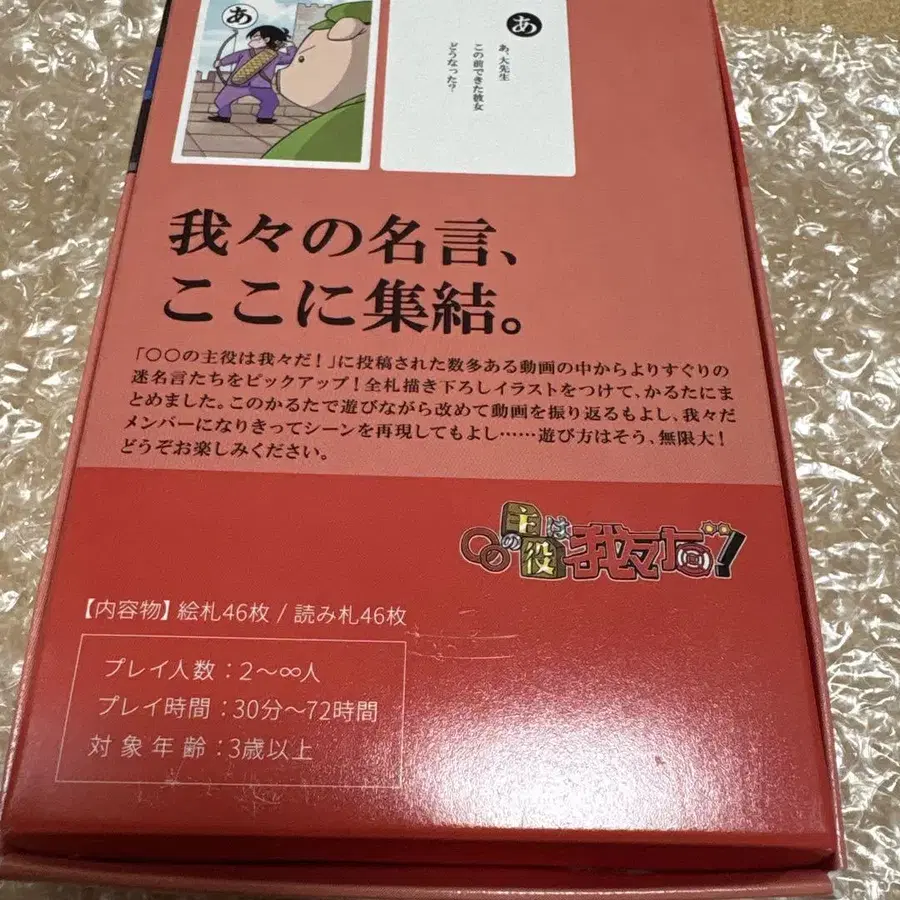 あ
あ
あ、大先生
この前できた彼女
どうなった?
我々の名言、
ここに集結。
「〇〇の主役は我々だ!」に投稿された数多ある動画の中からよりすぐりの
迷名言たちをピックアップ!全札描き下ろしイラストをつけて、かるたにま
とめました。このかるたで遊びながら改めて動画を振り返るもよし、我々だ
メンバーになりきってシーンを再現してもよし……遊び方はそう、無限大!
どうぞお楽しみください。
〇〇の主役は我々だ!
【内容物】絵札46枚 / 読み札46枚
プレイ人数:2〜∞人
プレイ時間:30分〜72時間
対象年齢:3歳以上